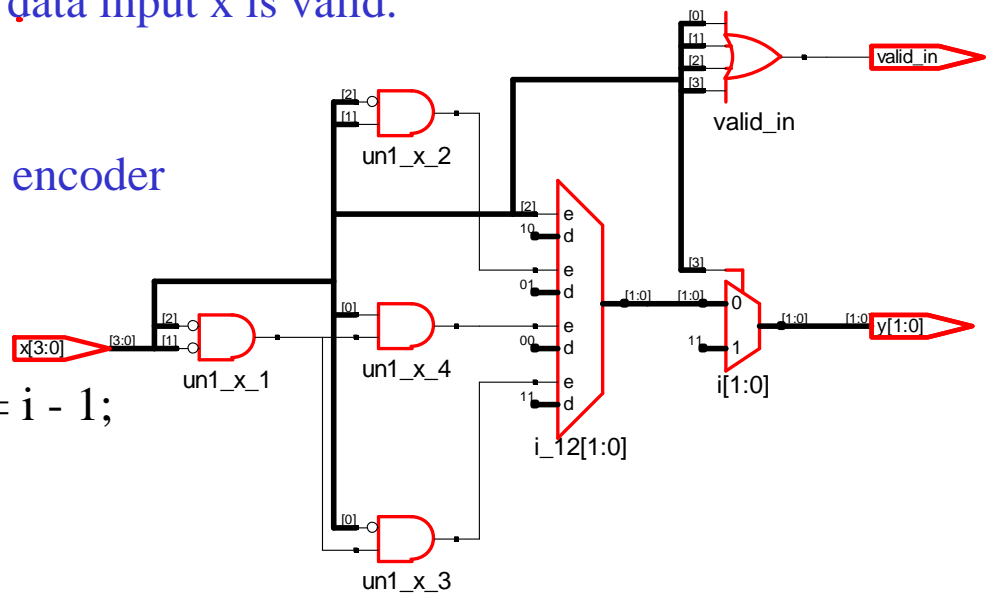 data input x is valid.
[0]
[1]
[2]
[3]
valid_in
valid_in
[2]
[1]
un1_x_2
encoder
[2] e
10 d
e
01 d
e
00 d
e
11 d
i_12[1:0]
[3]
[1:0] [1:0] 0
11 1
i[1:0]
[1:0] [1:0] y[1:0]
x[3:0] [3:0]
[2]
[1]
un1_x_1
[0]
un1_x_4
= i - 1;
[0]
un1_x_3